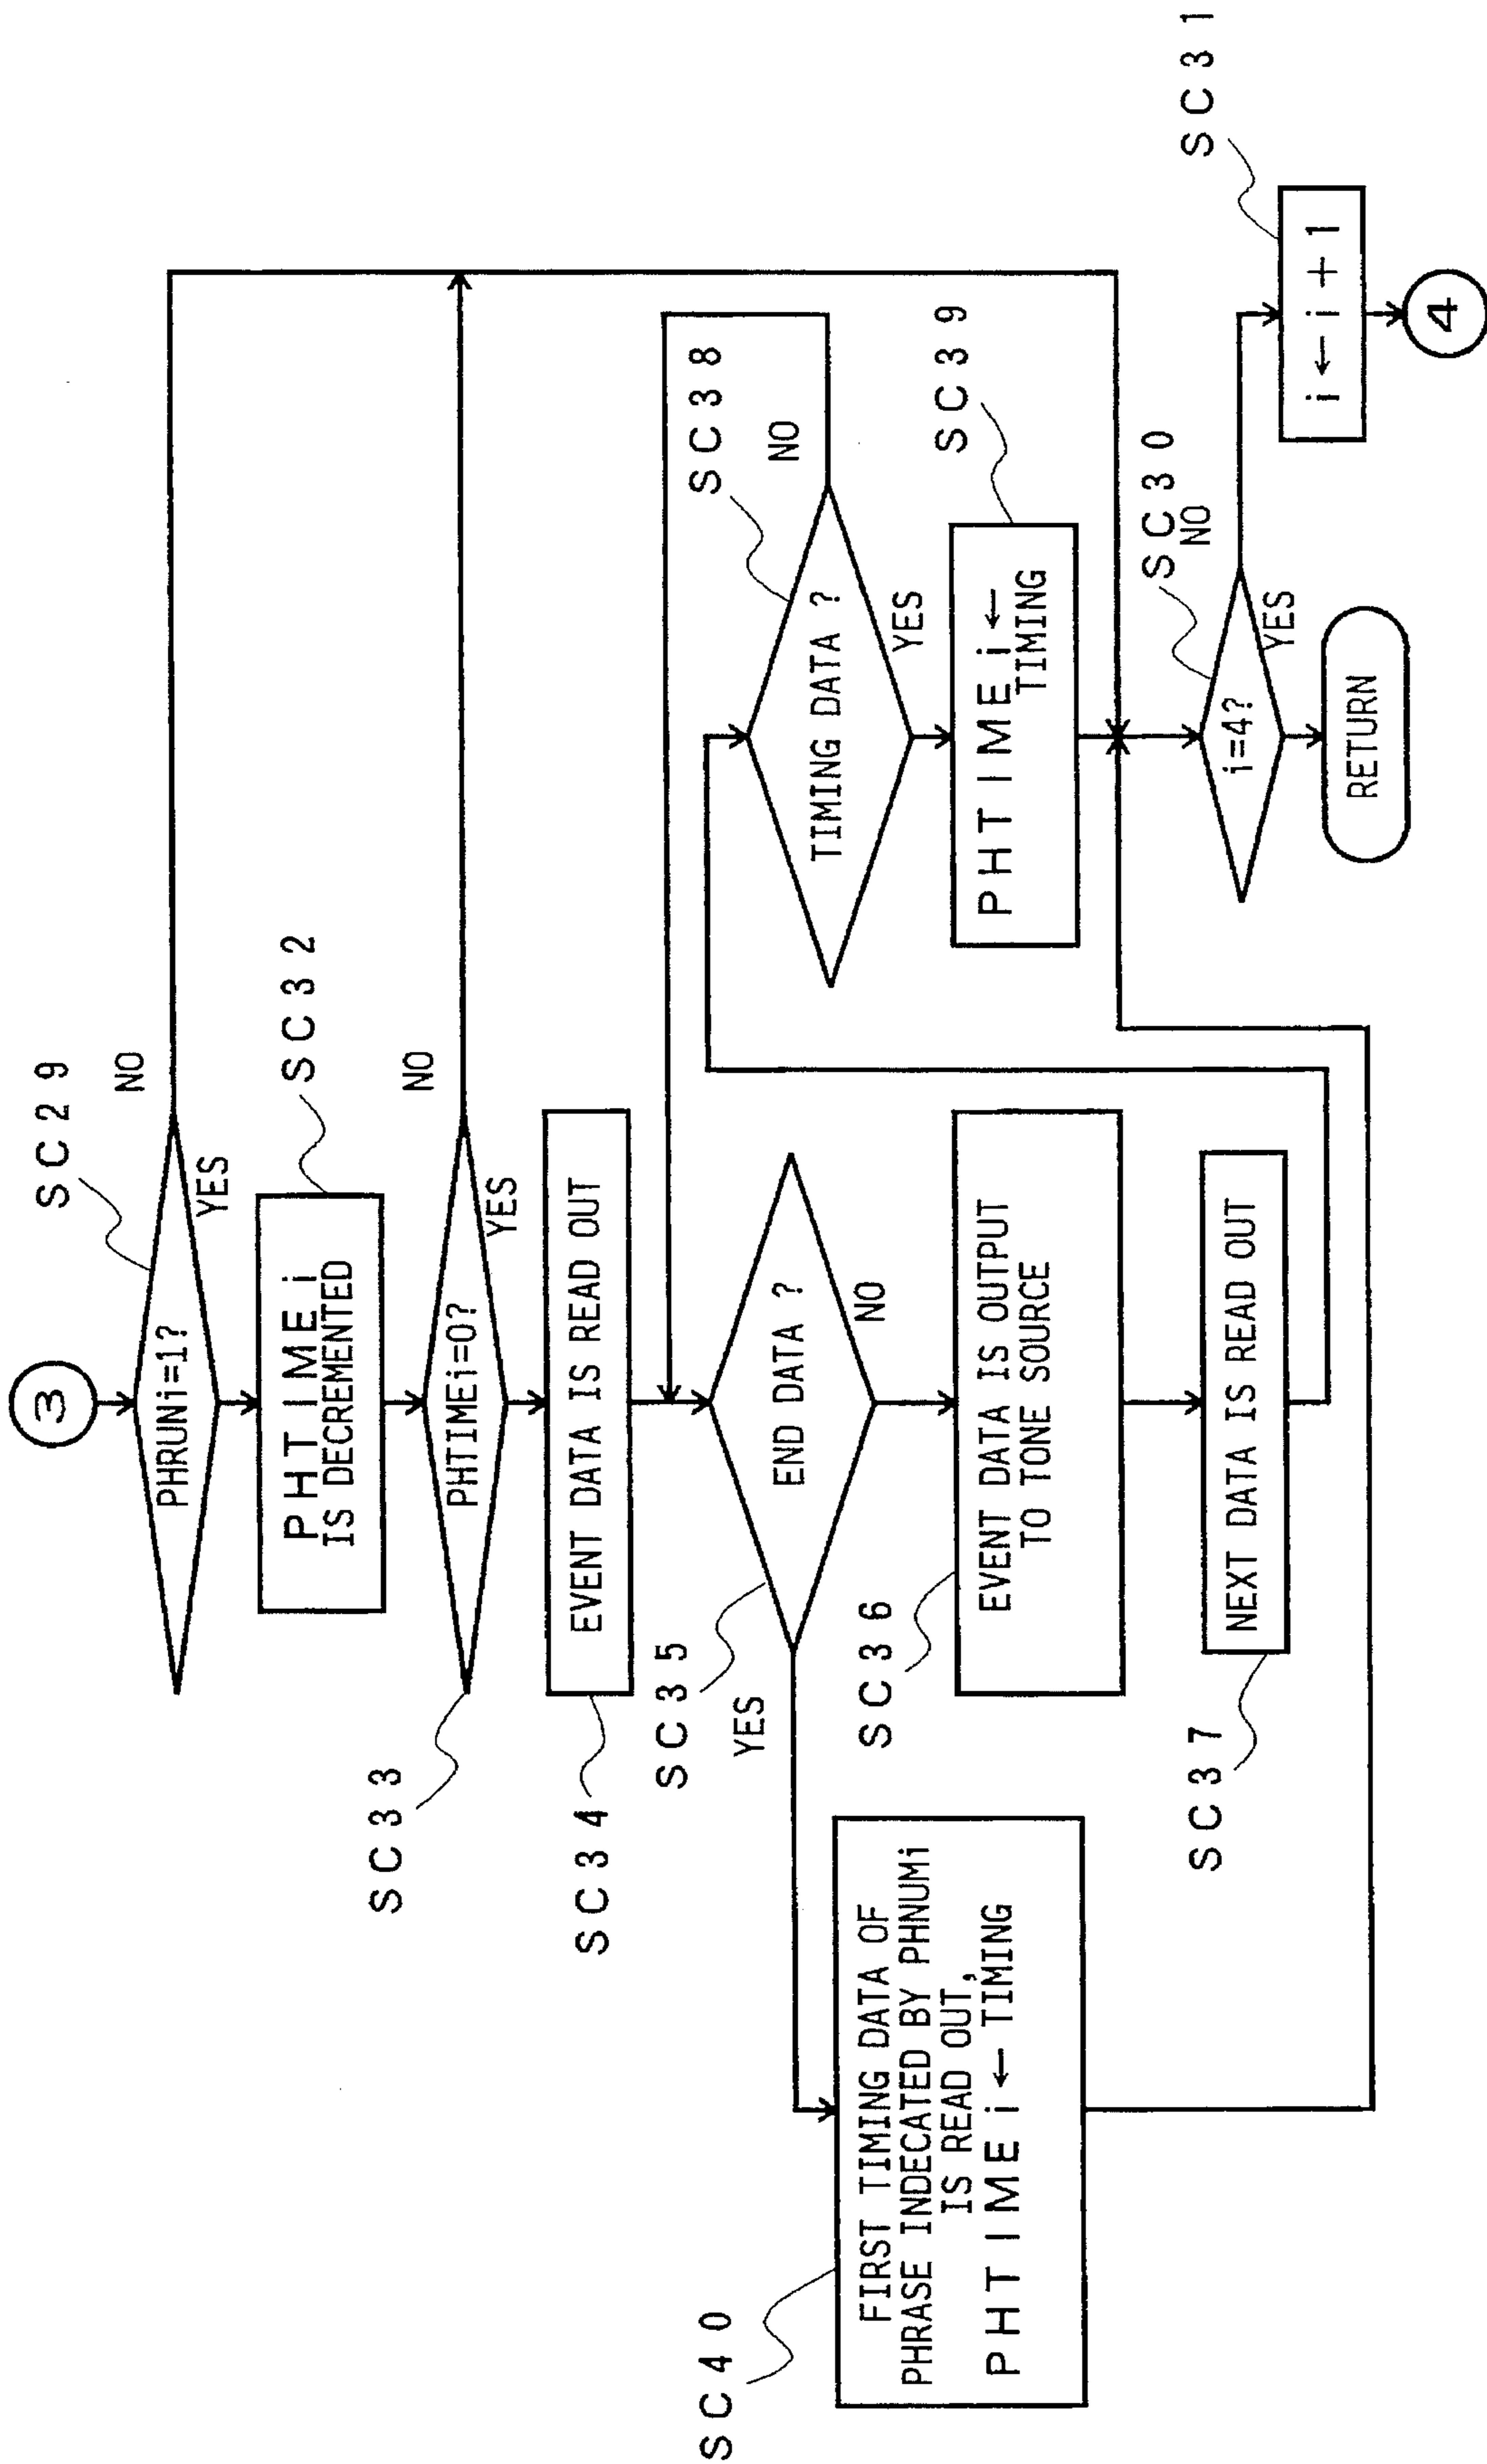 3
SC29
PHRUNi=1?
NO
YES
SC32
PHTIME i
IS DECREMENTED
SC33
PHTIMEi=0?
NO
YES
SC34
EVENT DATA IS READ OUT
SC35
END DATA ?
YES
NO
SC40
FIRST TIMING DATA OF
PHRASE INDECATED BY PHNUMi
IS READ OUT,
PHTIME i ← TIMING
SC36
EVENT DATA IS OUTPUT
TO TONE SOURCE
SC37
NEXT DATA IS READ OUT
SC38
TIMING DATA ?
NO
YES
SC39
PHTIME i ←
TIMING
SC30
i=4?
NO
YES
RETURN
SC31
i ← i + 1
4